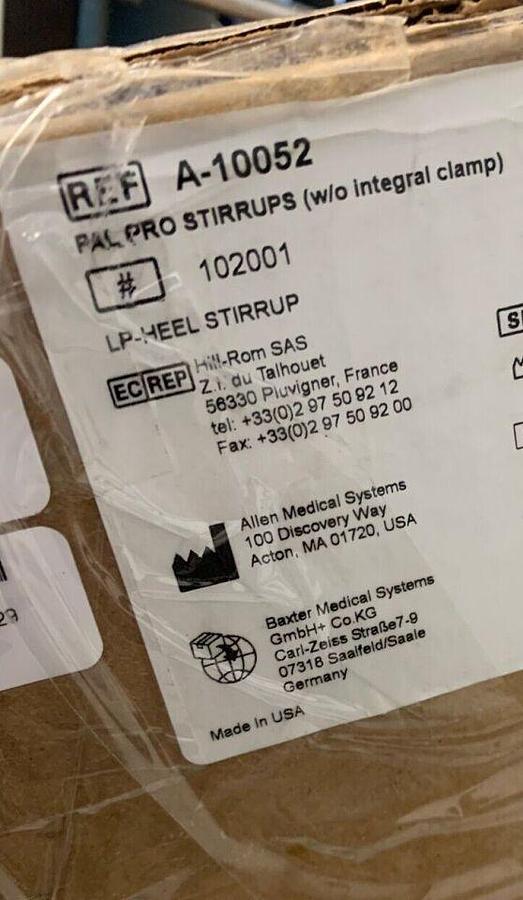 REF A-10052
PAL PRO STIRRUPS (w/o integral clamp)
# 102001
LP-HEEL STIRRUP
EC REP Hill-Rom SAS
Z.I. du Talhouet
56330 Pluvigner, France
tel: +33(0)2 97 50 92 12
Fax: +33(0)2 97 50 92 00
Allen Medical Systems
100 Discovery Way
Acton, MA 01720, USA
Baxter Medical Systems
GmbH+ Co.KG
Carl-Zeiss Straße7-9
07318 Saalfeld/Saale
Germany
Made in USA
29